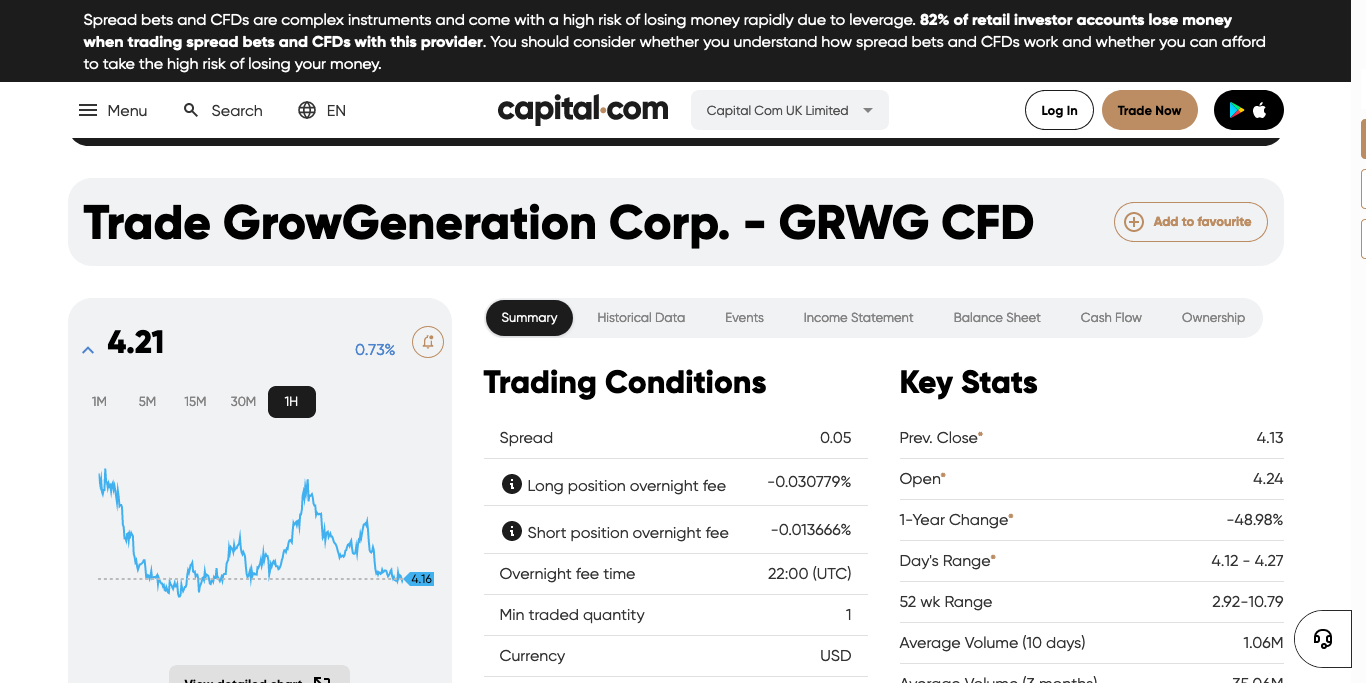 Spread bets and CFDs are complex instruments and come with a high risk of losing money rapidly due to leverage. 82% of retail investor accounts lose money
when trading spread bets and CFDs with this provider. You should consider whether you understand how spread bets and CFDs work and whether you can afford
to take the high risk of losing your money.
Menu
Search
EN
capital.com
Capital Com UK Limited
Log In
Trade Now
Trade GrowGeneration Corp. - GRWG CFD
Add to favourite
4.21
0.73%
1M 5M 15M 30M 1H
4.16
View detailed chart
Summary Historical Data Events Income Statement Balance Sheet Cash Flow Ownership
Trading Conditions
Spread 0.05
Long position overnight fee -0.030779%
Short position overnight fee -0.013666%
Overnight fee time 22:00 (UTC)
Min traded quantity 1
Currency USD
Key Stats
Prev. Close* 4.13
Open* 4.24
1-Year Change* -48.98%
Day's Range* 4.12 - 4.27
52 wk Range 2.92-10.79
Average Volume (10 days) 1.06M
Average Volume (3 months) 35.06M